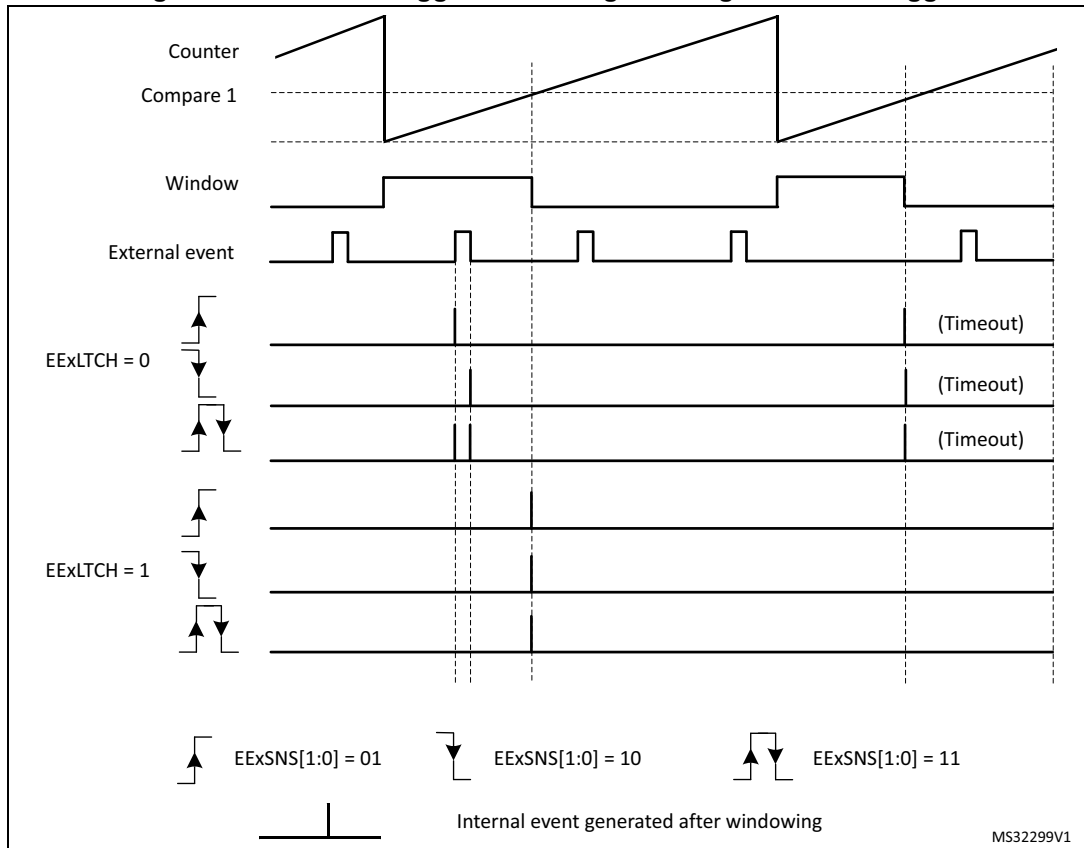 Counter
Compare 1
Window
External event
(Timeout)
EExLTCH = 0
(Timeout)
(Timeout)
EExLTCH = 1
EExSNS[1:0] = 01 EExSNS[1:0] = 10 EExSNS[1:0] = 11
Internal event generated after windowing
MS32299V1